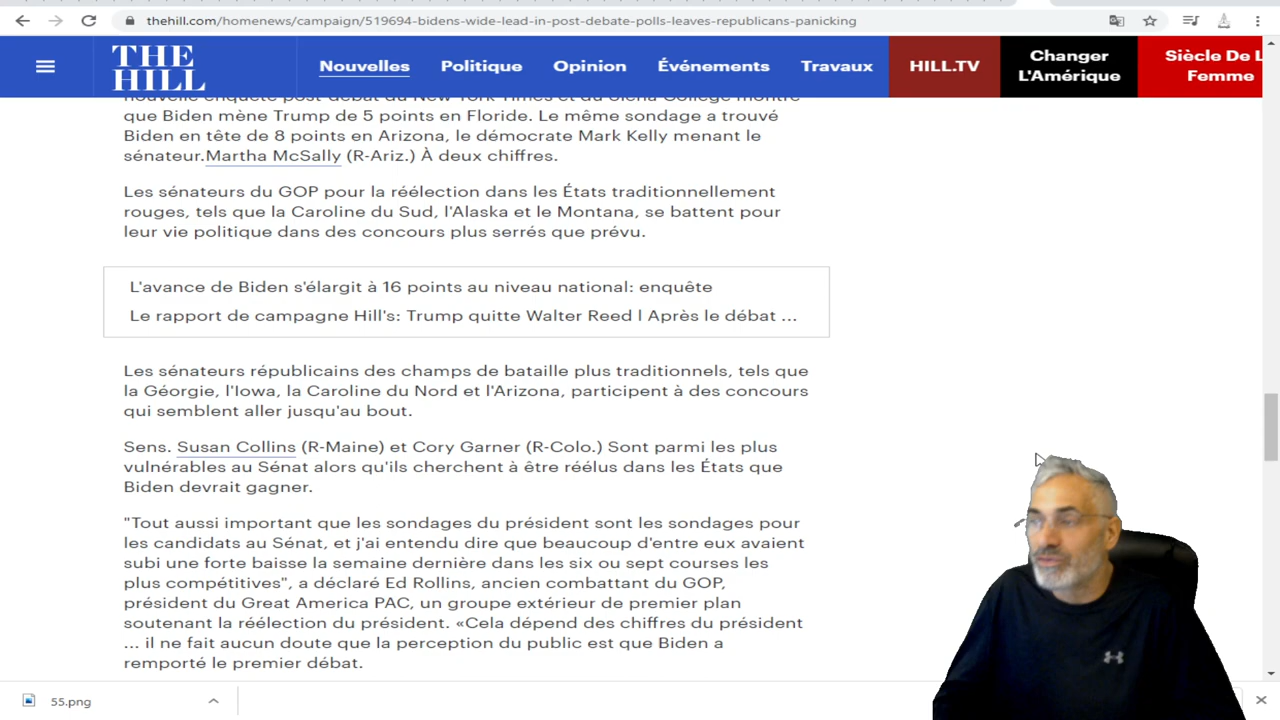 thehill.com/homenews/campaign/519694-bidens-wide-lead-in-post-debate-polls-leaves-republicans-panicking
THE HILL
Nouvelles
Politique
Opinion
Événements
Travaux
HILL.TV
Changer L'Amérique
Siècle De L
Femme
nouvelle enquête post-débat du New York Times et du Siena College montre
que Biden mène Trump de 5 points en Floride. Le même sondage a trouvé
Biden en tête de 8 points en Arizona, le démocrate Mark Kelly menant le
sénateur.Martha McSally (R-Ariz.) À deux chiffres.
Les sénateurs du GOP pour la réélection dans les États traditionnellement
rouges, tels que la Caroline du Sud, l'Alaska et le Montana, se battent pour
leur vie politique dans des concours plus serrés que prévu.
L'avance de Biden s'élargit à 16 points au niveau national: enquête
Le rapport de campagne Hill's: Trump quitte Walter Reed l Après le débat ...
Les sénateurs républicains des champs de bataille plus traditionnels, tels que
la Géorgie, l'Iowa, la Caroline du Nord et l'Arizona, participent à des concours
qui semblent aller jusqu'au bout.
Sens. Susan Collins (R-Maine) et Cory Garner (R-Colo.) Sont parmi les plus
vulnérables au Sénat alors qu'ils cherchent à être réélus dans les États que
Biden devrait gagner.
"Tout aussi important que les sondages du président sont les sondages pour
les candidats au Sénat, et j'ai entendu dire que beaucoup d'entre eux avaient
subi une forte baisse la semaine dernière dans les six ou sept courses les
plus compétitives", a déclaré Ed Rollins, ancien combattant du GOP,
président du Great America PAC, un groupe extérieur de premier plan
soutenant la réélection du président. «Cela dépend des chiffres du président
... il ne fait aucun doute que la perception du public est que Biden a
remporté le premier débat.
55.png